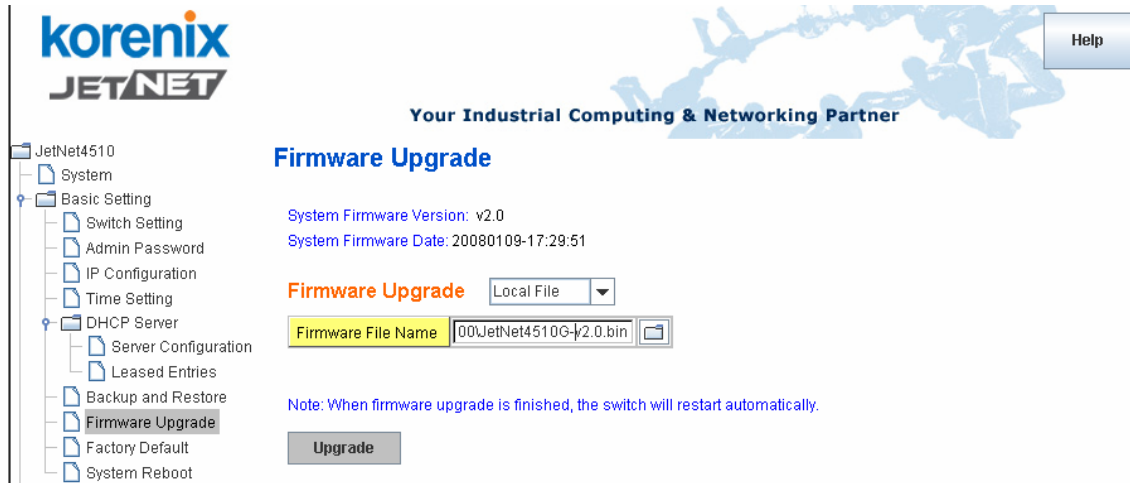 korenix
JETNET
Help
Your Industrial Computing & Networking Partner
JetNet4510
System
Basic Setting
Switch Setting
Admin Password
IP Configuration
Time Setting
DHCP Server
Server Configuration
Leased Entries
Backup and Restore
Firmware Upgrade
Factory Default
System Reboot
Firmware Upgrade
System Firmware Version: v2.0
System Firmware Date: 20080109-17:29:51
Firmware Upgrade Local File
Firmware File Name 00\JetNet4510G-v2.0.bin
Note: When firmware upgrade is finished, the switch will restart automatically.
Upgrade